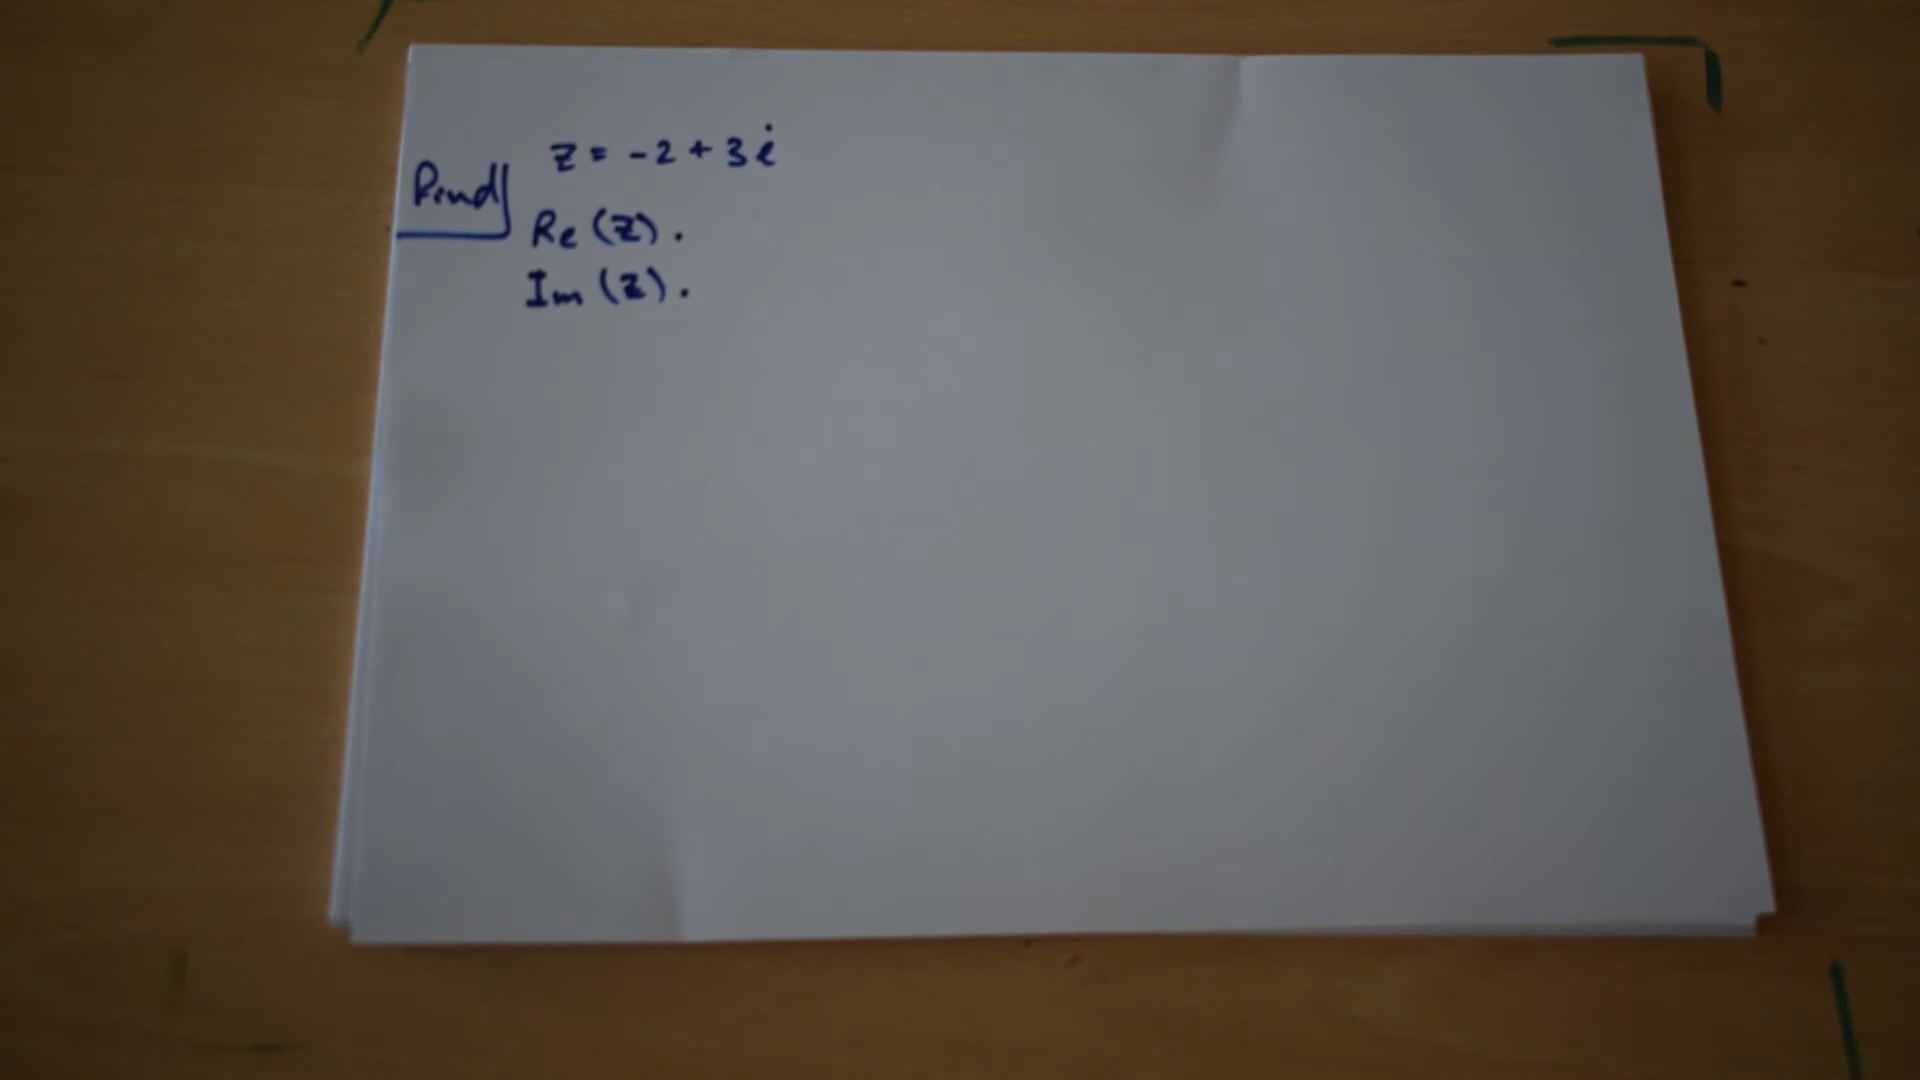 z = -2 + 3i
Find
Re (z).
Im (z).